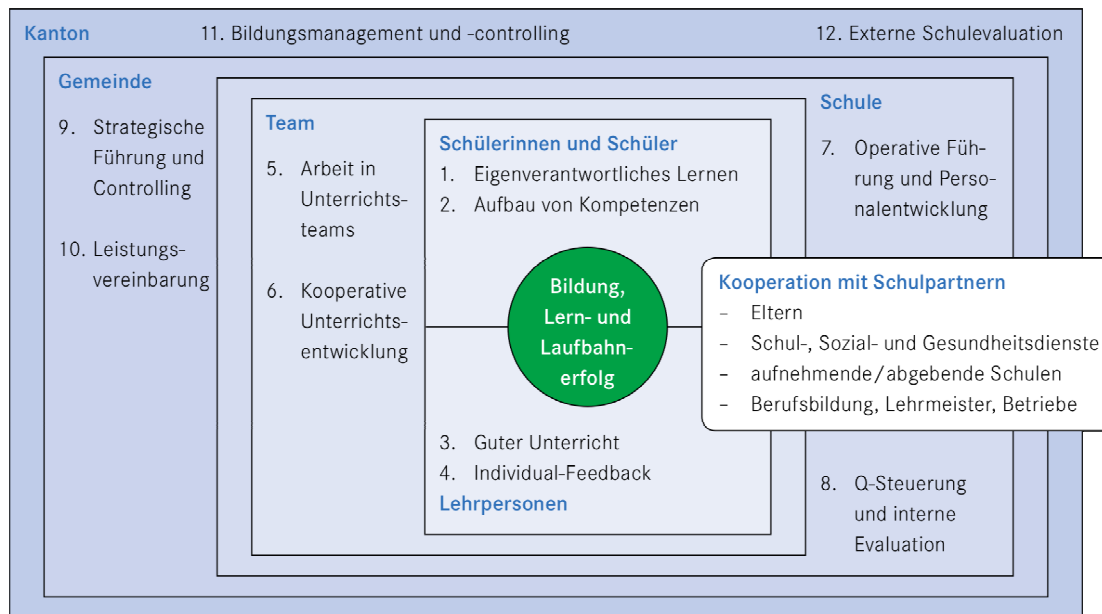 Kanton
11. Bildungsmanagement und -controlling
12. Externe Schulevaluation
Gemeinde
9. Strategische
Führung und
Controlling
10. Leistungs-
vereinbarung
Team
5. Arbeit in
Unterrichts-
teams
6. Kooperative
Unterrichts-
entwicklung
Schülerinnen und Schüler
1. Eigenverantwortliches Lernen
2. Aufbau von Kompetenzen
Bildung,
Lern- und
Laufbahn-
erfolg
3. Guter Unterricht
4. Individual-Feedback
Lehrpersonen
Schule
7. Operative Füh-
rung und Perso-
nalentwicklung
Kooperation mit Schulpartnern
– Eltern
– Schul-, Sozial- und Gesundheitsdienste
– aufnehmende/abgebende Schulen
– Berufsbildung, Lehrmeister, Betriebe
8. Q-Steuerung
und interne
Evaluation